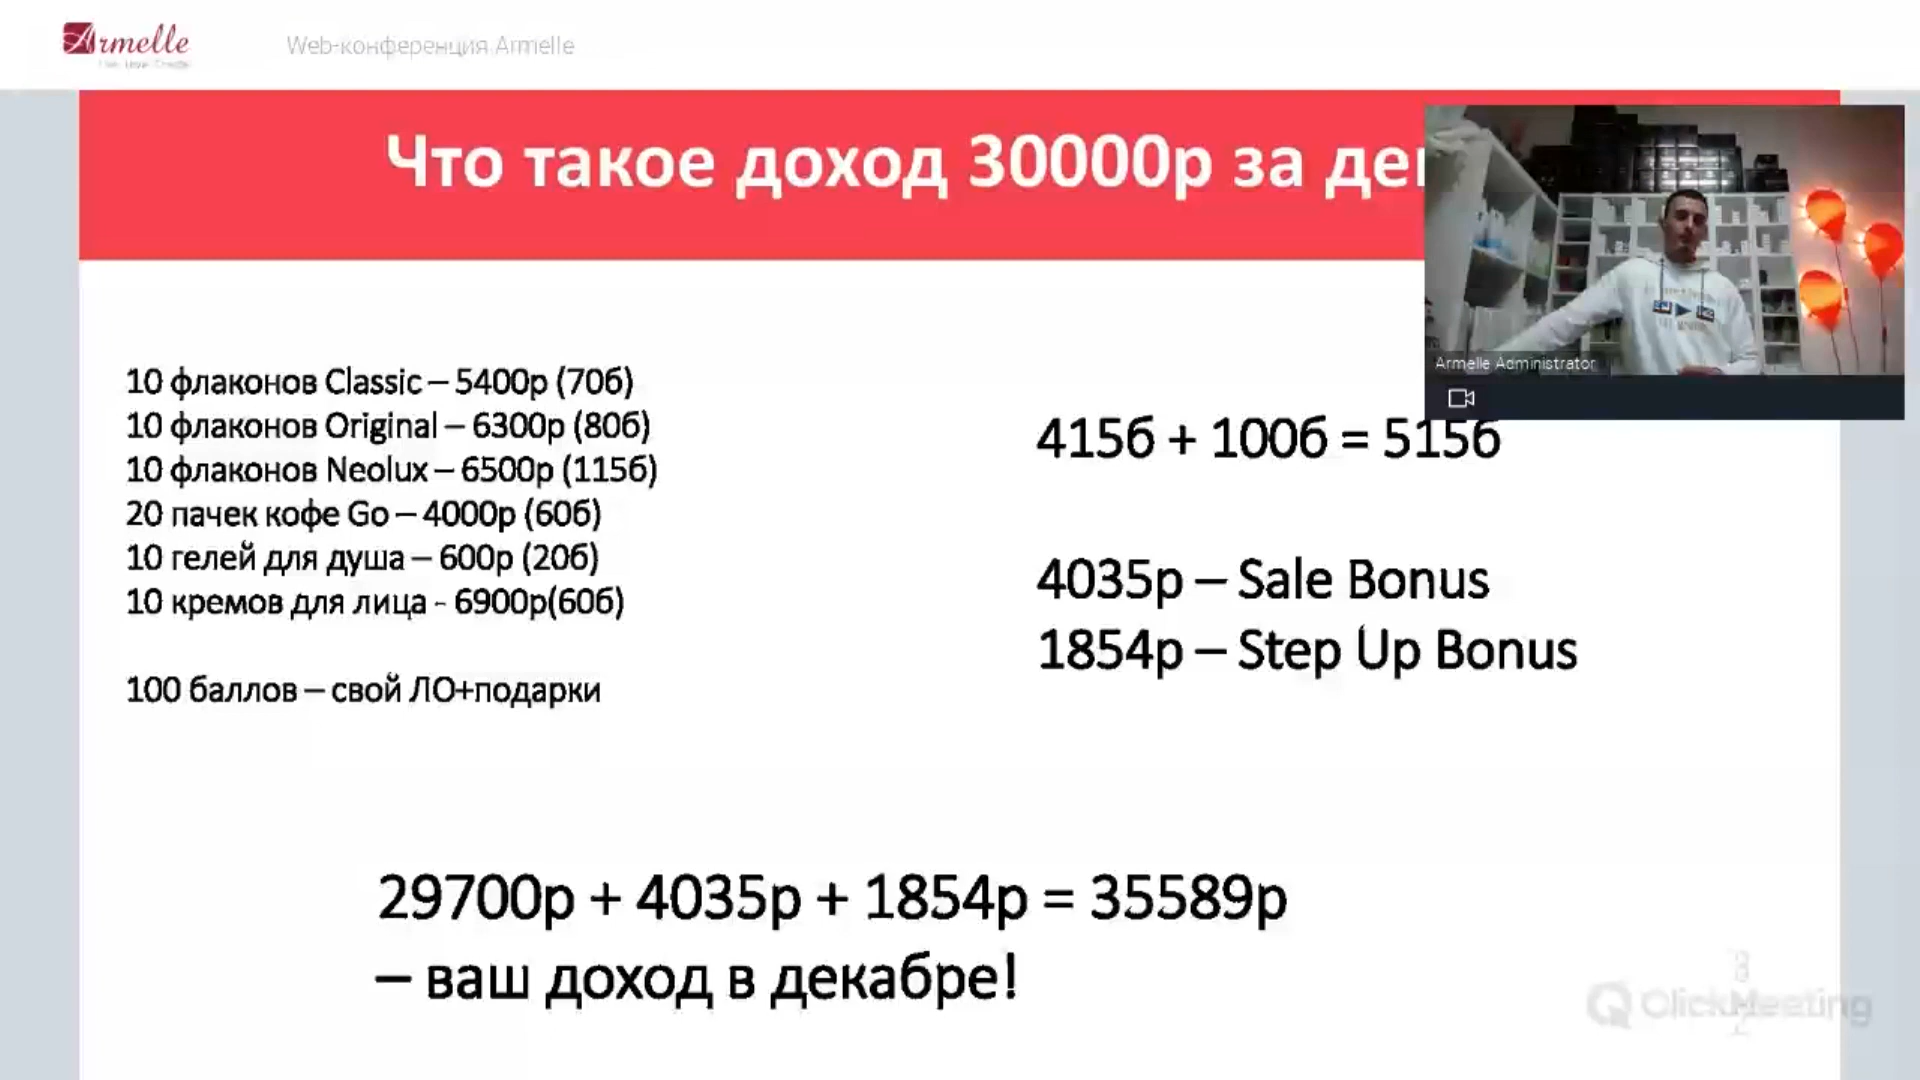 Armelle
Web-конференция Armelle
Что такое доход 30000р за де
Armelle Administrator
10 флаконов Classic – 5400р (70б)
10 флаконов Original – 6300р (80б)
10 флаконов Neolux – 6500р (115б)
20 пачек кофе Go – 4000р (60б)
10 гелей для душа – 600р (20б)
10 кремов для лица - 6900р(60б)
100 баллов – свой ЛО+подарки
415б + 100б = 515б
4035р – Sale Bonus
1854р – Step Up Bonus
29700р + 4035р + 1854р = 35589р
– ваш доход в декабре!
ClickMeeting